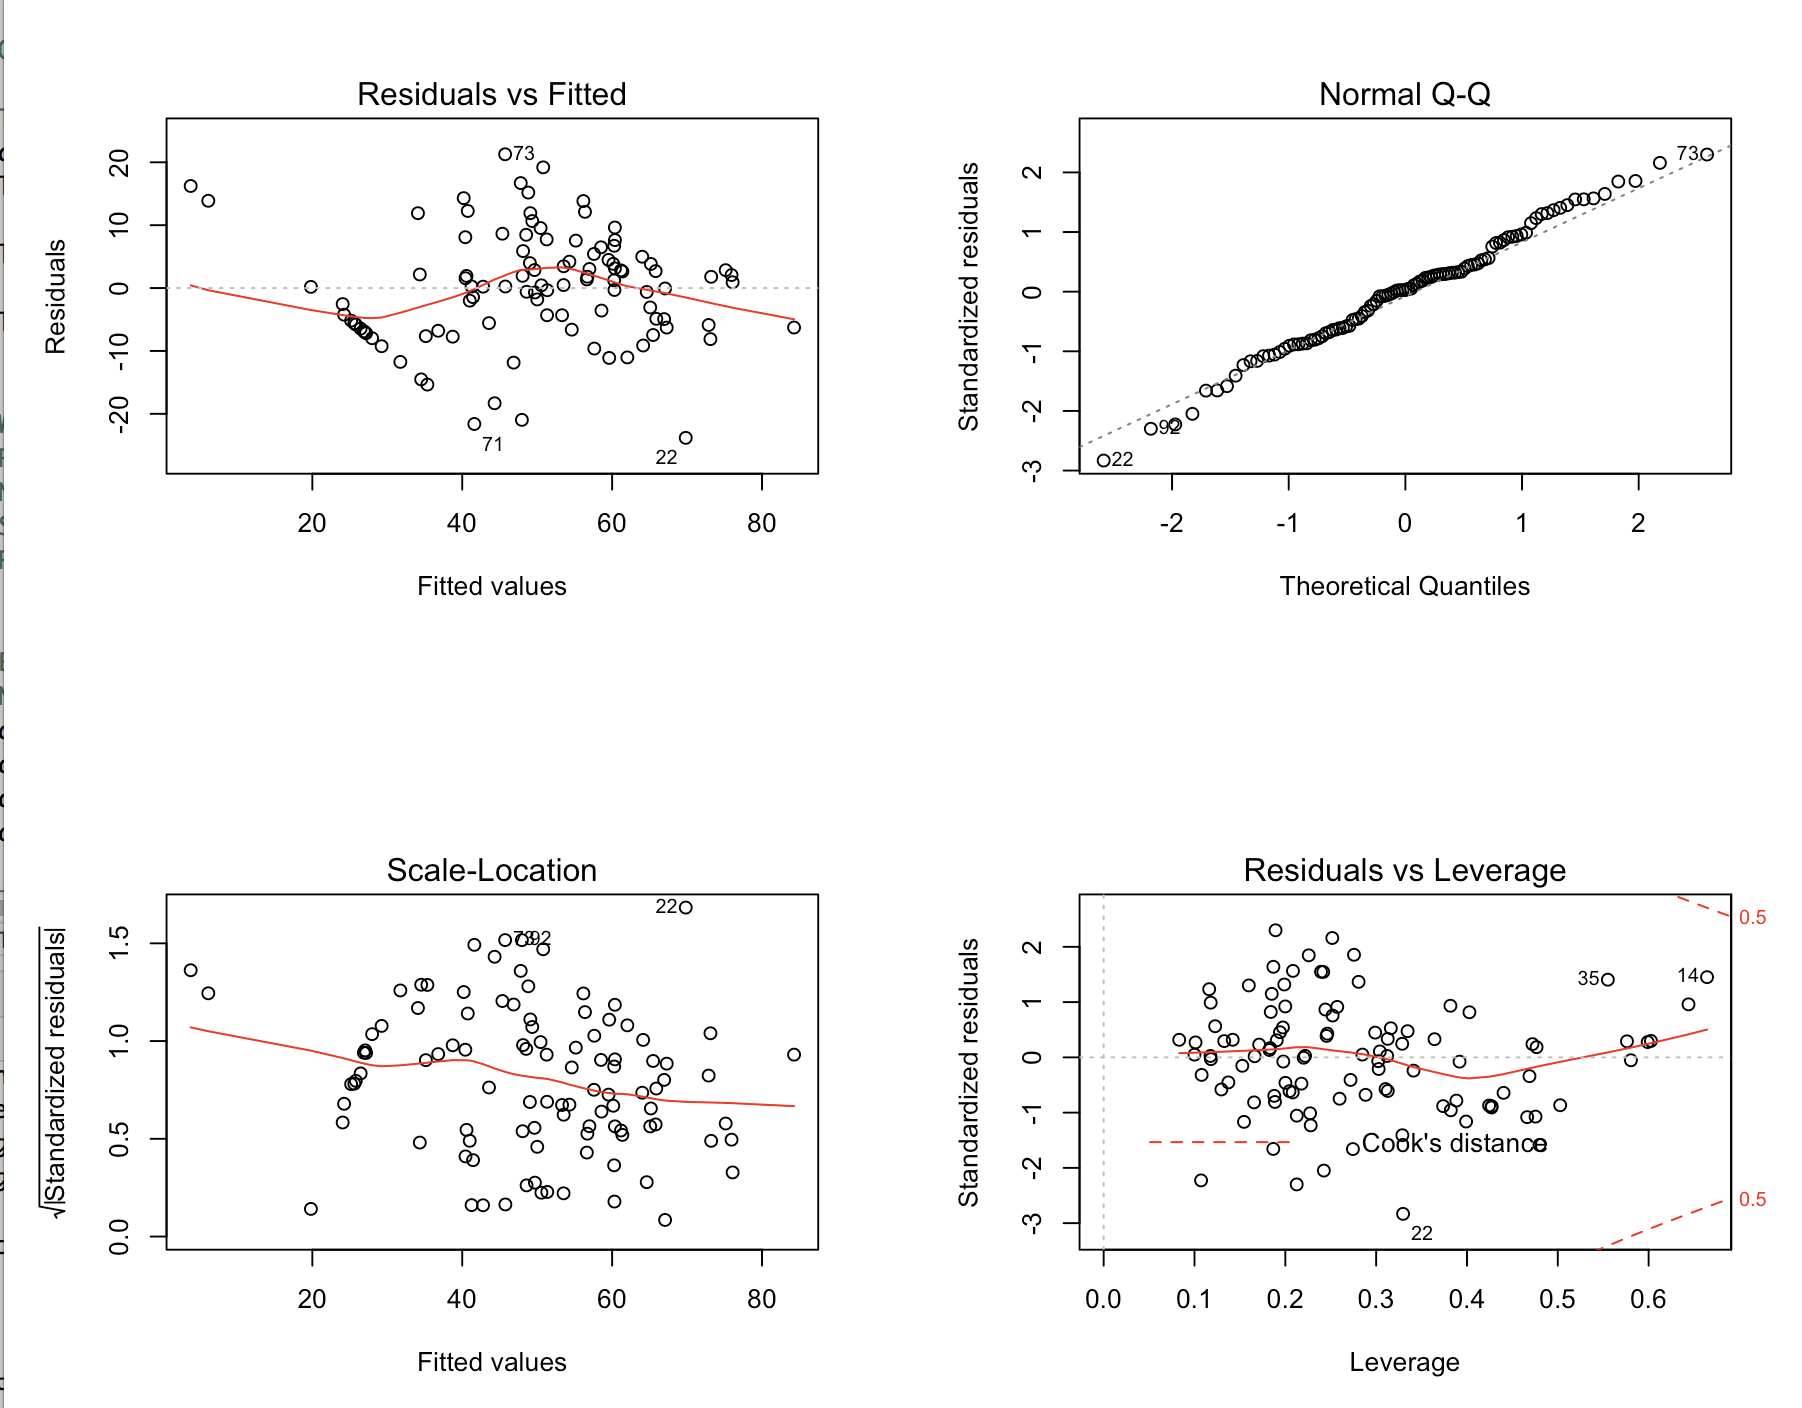 Residuals vs Fitted
Residuals
20
10
0
-10
-20
73
71
22
20 40 60 80
Fitted values
Normal Q-Q
Standardized residuals
2
1
0
-1
-2
-3
73
92
22
-2 -1 0 1 2
Theoretical Quantiles
Scale-Location
√|Standardized residuals|
1.5
1.0
0.5
0.0
22
73
92
20 40 60 80
Fitted values
Residuals vs Leverage
Standardized residuals
2
1
0
-1
-2
-3
0.5
35
14
Cook's distance
0.5
22
0.0 0.1 0.2 0.3 0.4 0.5 0.6
Leverage